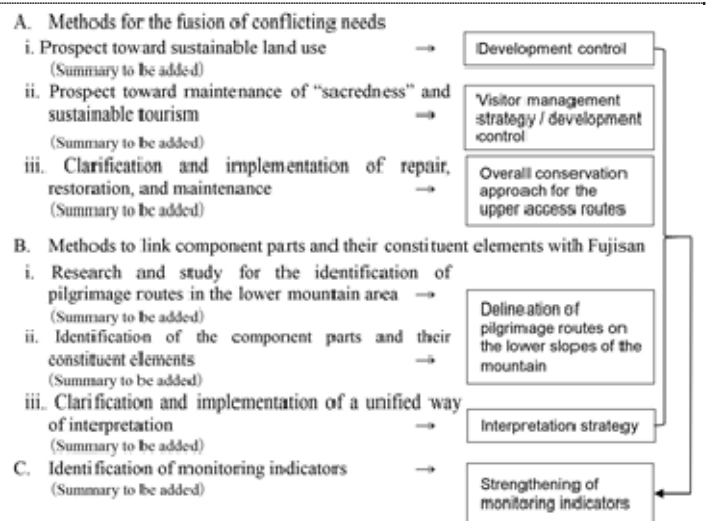 A. Methods for the fusion of conflicting needs
i. Prospect toward sustainable land use →
(Summary to be added)
Development control
ii. Prospect toward maintenance of “sacredness” and
sustainable tourism →
(Summary to be added)
Visitor management
strategy / development
control
iii. Clarification and implementation of repair,
restoration, and maintenance →
(Summary to be added)
Overall conservation
approach for the
upper access routes
B. Methods to link component parts and their constituent elements with Fujisan
i. Research and study for the identification of
pilgrimage routes in the lower mountain area →
(Summary to be added)
ii. Identification of the component parts and their
constituent elements →
(Summary to be added)
Delineation of
pilgrimage routes on
the lower slopes of the
mountain
iii. Clarification and implementation of a unified way
of interpretation →
(Summary to be added)
Interpretation strategy
C. Identification of monitoring indicators →
(Summary to be added)
Strengthening of
monitoring indicators